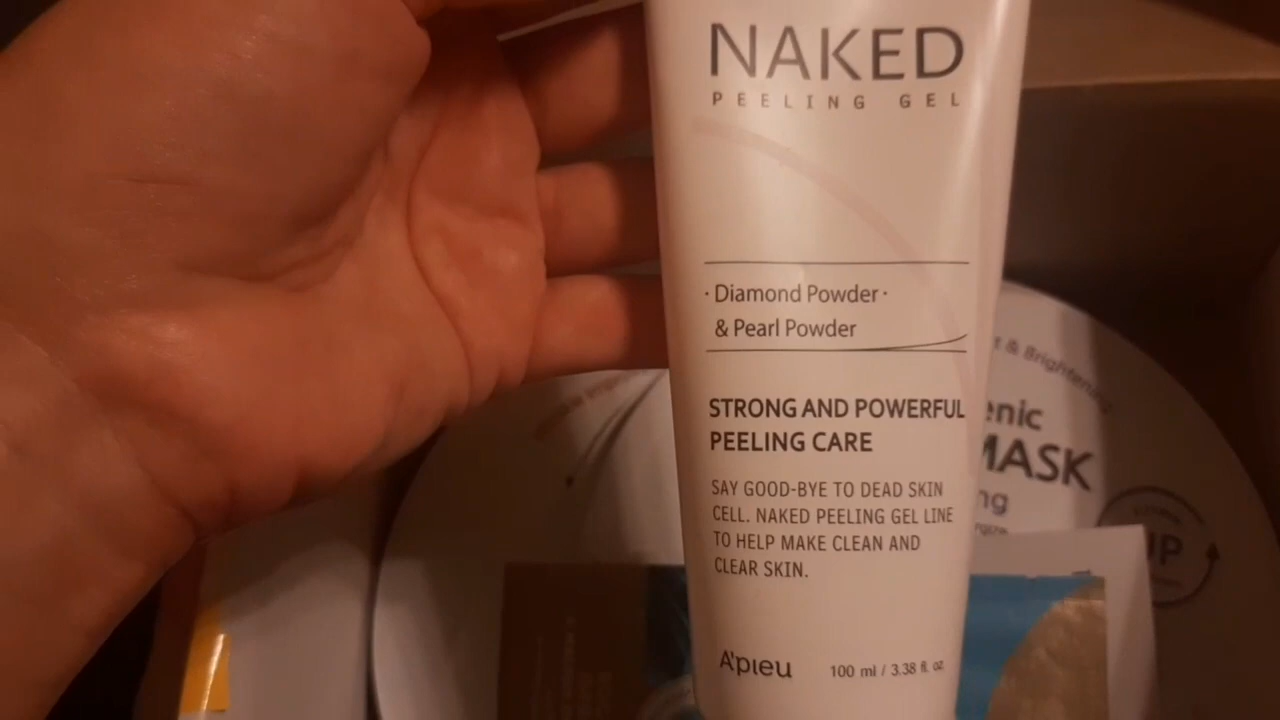 NAKED
PEELING GEL
· Diamond Powder ·
& Pearl Powder
STRONG AND POWERFUL
PEELING CARE
SAY GOOD-BYE TO DEAD SKIN
CELL. NAKED PEELING GEL LINE
TO HELP MAKE CLEAN AND
CLEAR SKIN.
A'PIEU 100 ml / 3.38 fl. oz.
& Brightening
enic
MASK
ng
UP